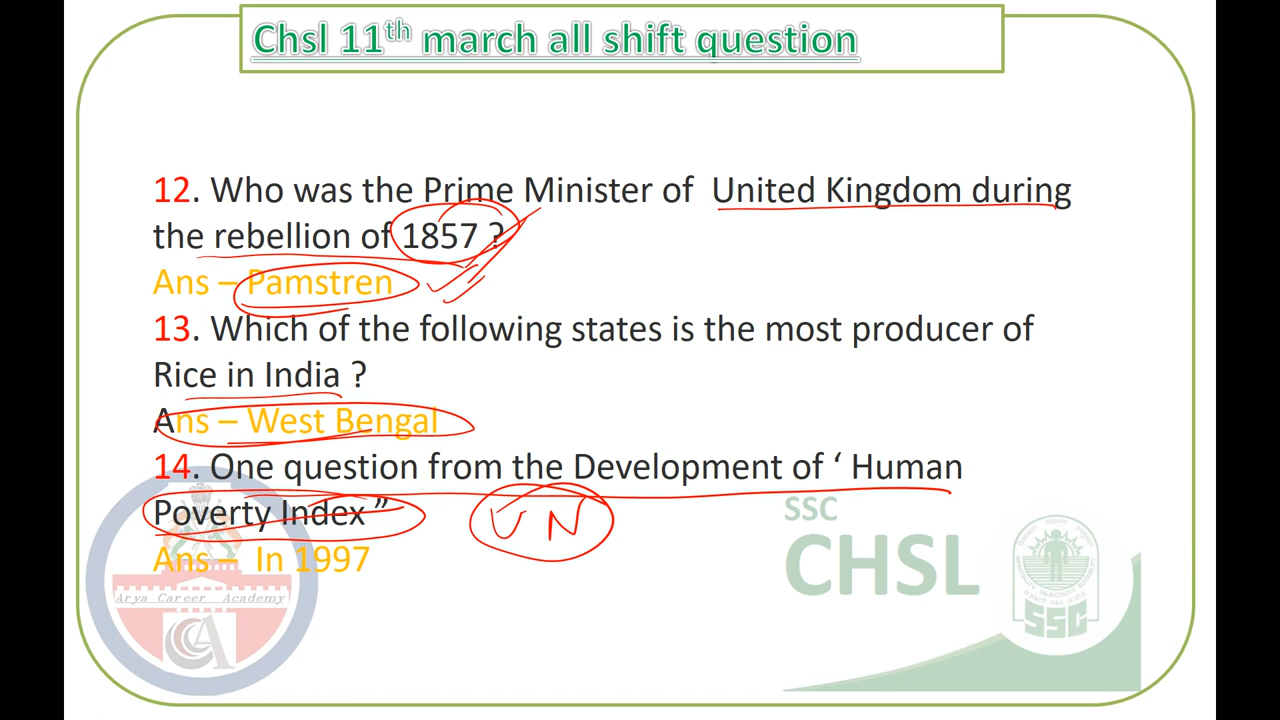 Chsl 11th march all shift question
12. Who was the Prime Minister of United Kingdom during
the rebellion of 1857 ?
Ans – Pamstren
13. Which of the following states is the most producer of
Rice in India ?
Ans – West Bengal
14. One question from the Development of ‘ Human
Poverty Index ”
UN
Ans – In 1997
SSC
CHSL
Arya Career Academy
SSC